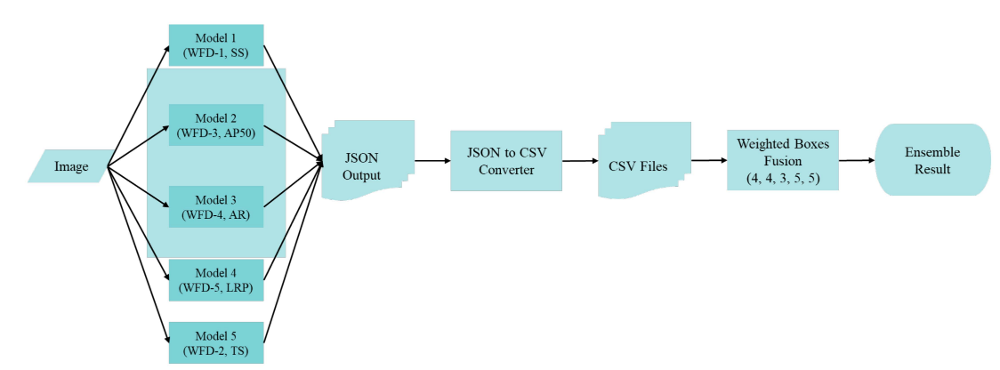 Image
Model 1
(WFD-1, SS)
Model 2
(WFD-3, AP50)
Model 3
(WFD-4, AR)
Model 4
(WFD-5, LRP)
Model 5
(WFD-2, TS)
JSON
Output
JSON to CSV
Converter
CSV Files
Weighted Boxes
Fusion
(4, 4, 3, 5, 5)
Ensemble
Result